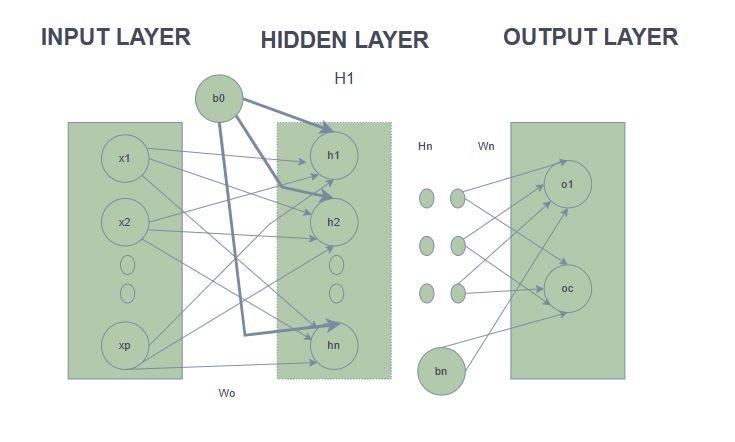 INPUT LAYER
HIDDEN LAYER
OUTPUT LAYER
H1
b0
x1
h1
Hn
Wn
o1
x2
h2
oc
xp
hn
bn
Wo